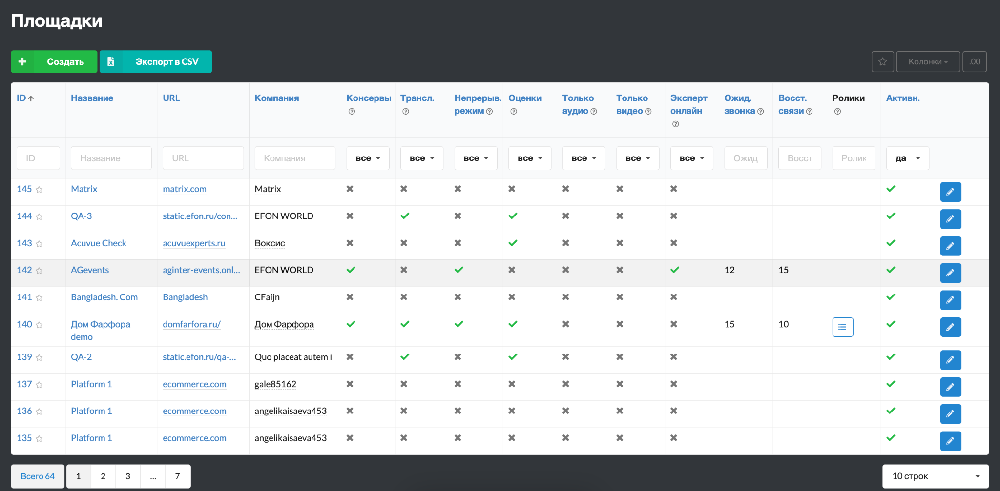 Площадки
Создать
Экспорт в CSV
Колонки
.00
ID Название URL Компания Консервы Трансл. Непрерыв. режим Оценки Только аудио Только видео Эксперт онлайн Ожид. звонка Восст. связи Ролики Активн.
ID Название URL Компания все все все все все все все Ожид Восст Ролик да
145 Matrix matrix.com Matrix
144 QA-3 static.efon.ru/con... EFON WORLD
143 Acuvue Check acuvuexperts.ru Воксис
142 AGevents aginter-events.onl... EFON WORLD 12 15
141 Bangladesh. Com Bangladesh CFaijn
140 Дом Фарфора demo domfarfora.ru/ Дом Фарфора 15 10
139 QA-2 static.efon.ru/qa-... Quo placeat autem i
137 Platform 1 ecommerce.com gale85162
136 Platform 1 ecommerce.com angelikaisaeva453
135 Platform 1 ecommerce.com angelikaisaeva453
Всего 64 1 2 3 ... 7
10 строк